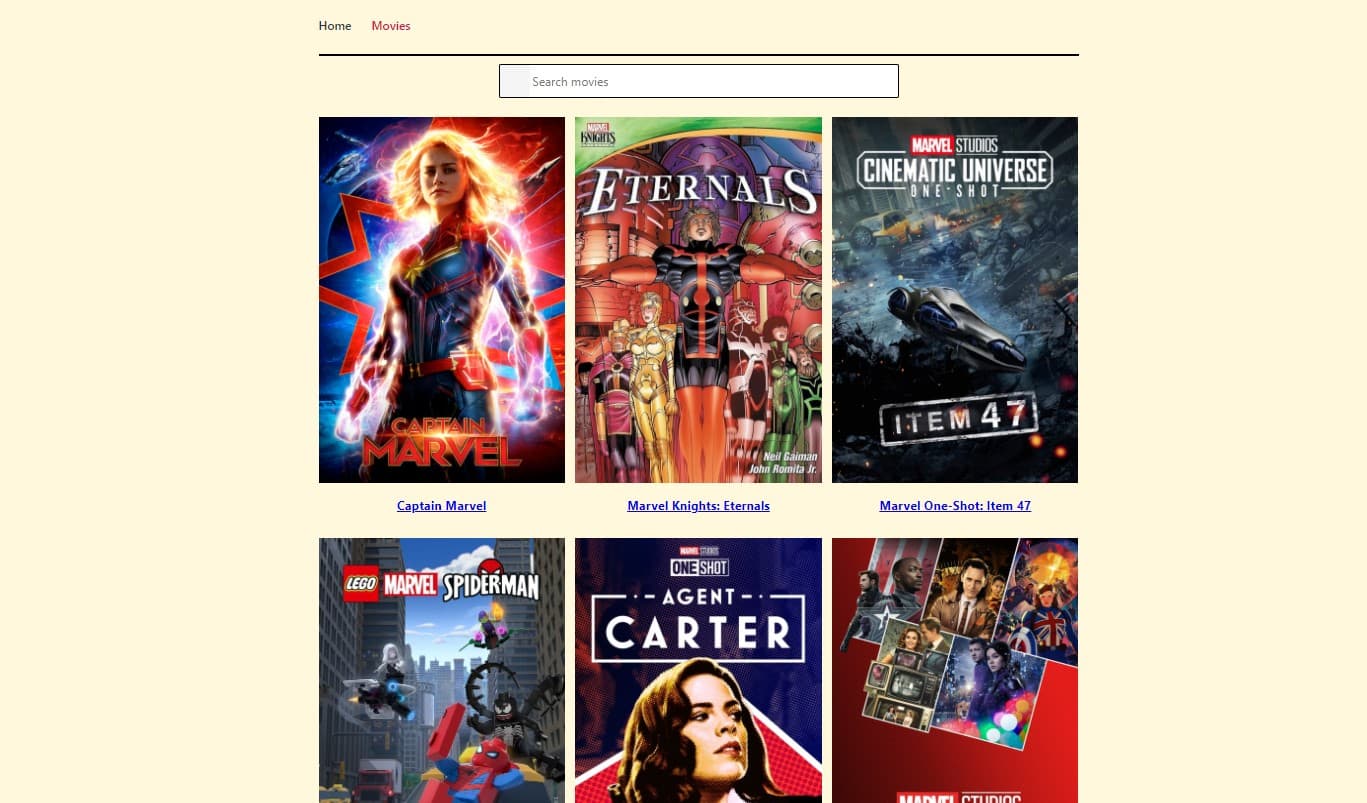 Home Movies
Search movies
CAPTAIN
MARVEL
MARVEL
KNIGHTS
ETERNALS
Neil Gaiman
John Romita Jr.
MARVEL STUDIOS
CINEMATIC UNIVERSE
ONE-SHOT
ITEM 47
Captain Marvel
Marvel Knights: Eternals
Marvel One-Shot: Item 47
LEGO MARVEL SPIDER-MAN
MARVEL STUDIOS
ONE SHOT
AGENT
CARTER
MARVEL STUDIOS